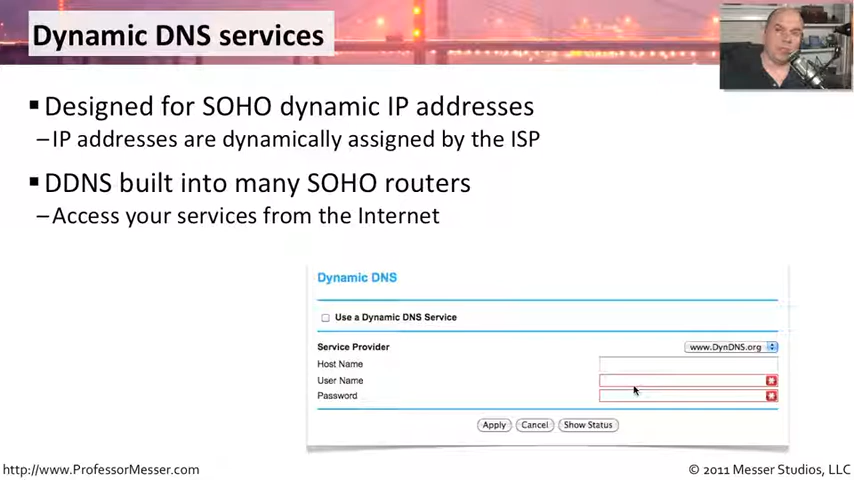 Dynamic DNS services
▪Designed for SOHO dynamic IP addresses
–IP addresses are dynamically assigned by the ISP
▪DDNS built into many SOHO routers
–Access your services from the Internet
Dynamic DNS
Use a Dynamic DNS Service
Service Provider www.DynDNS.org
Host Name
User Name
Password
Apply Cancel Show Status
http://www.ProfessorMesser.com © 2011 Messer Studios, LLC